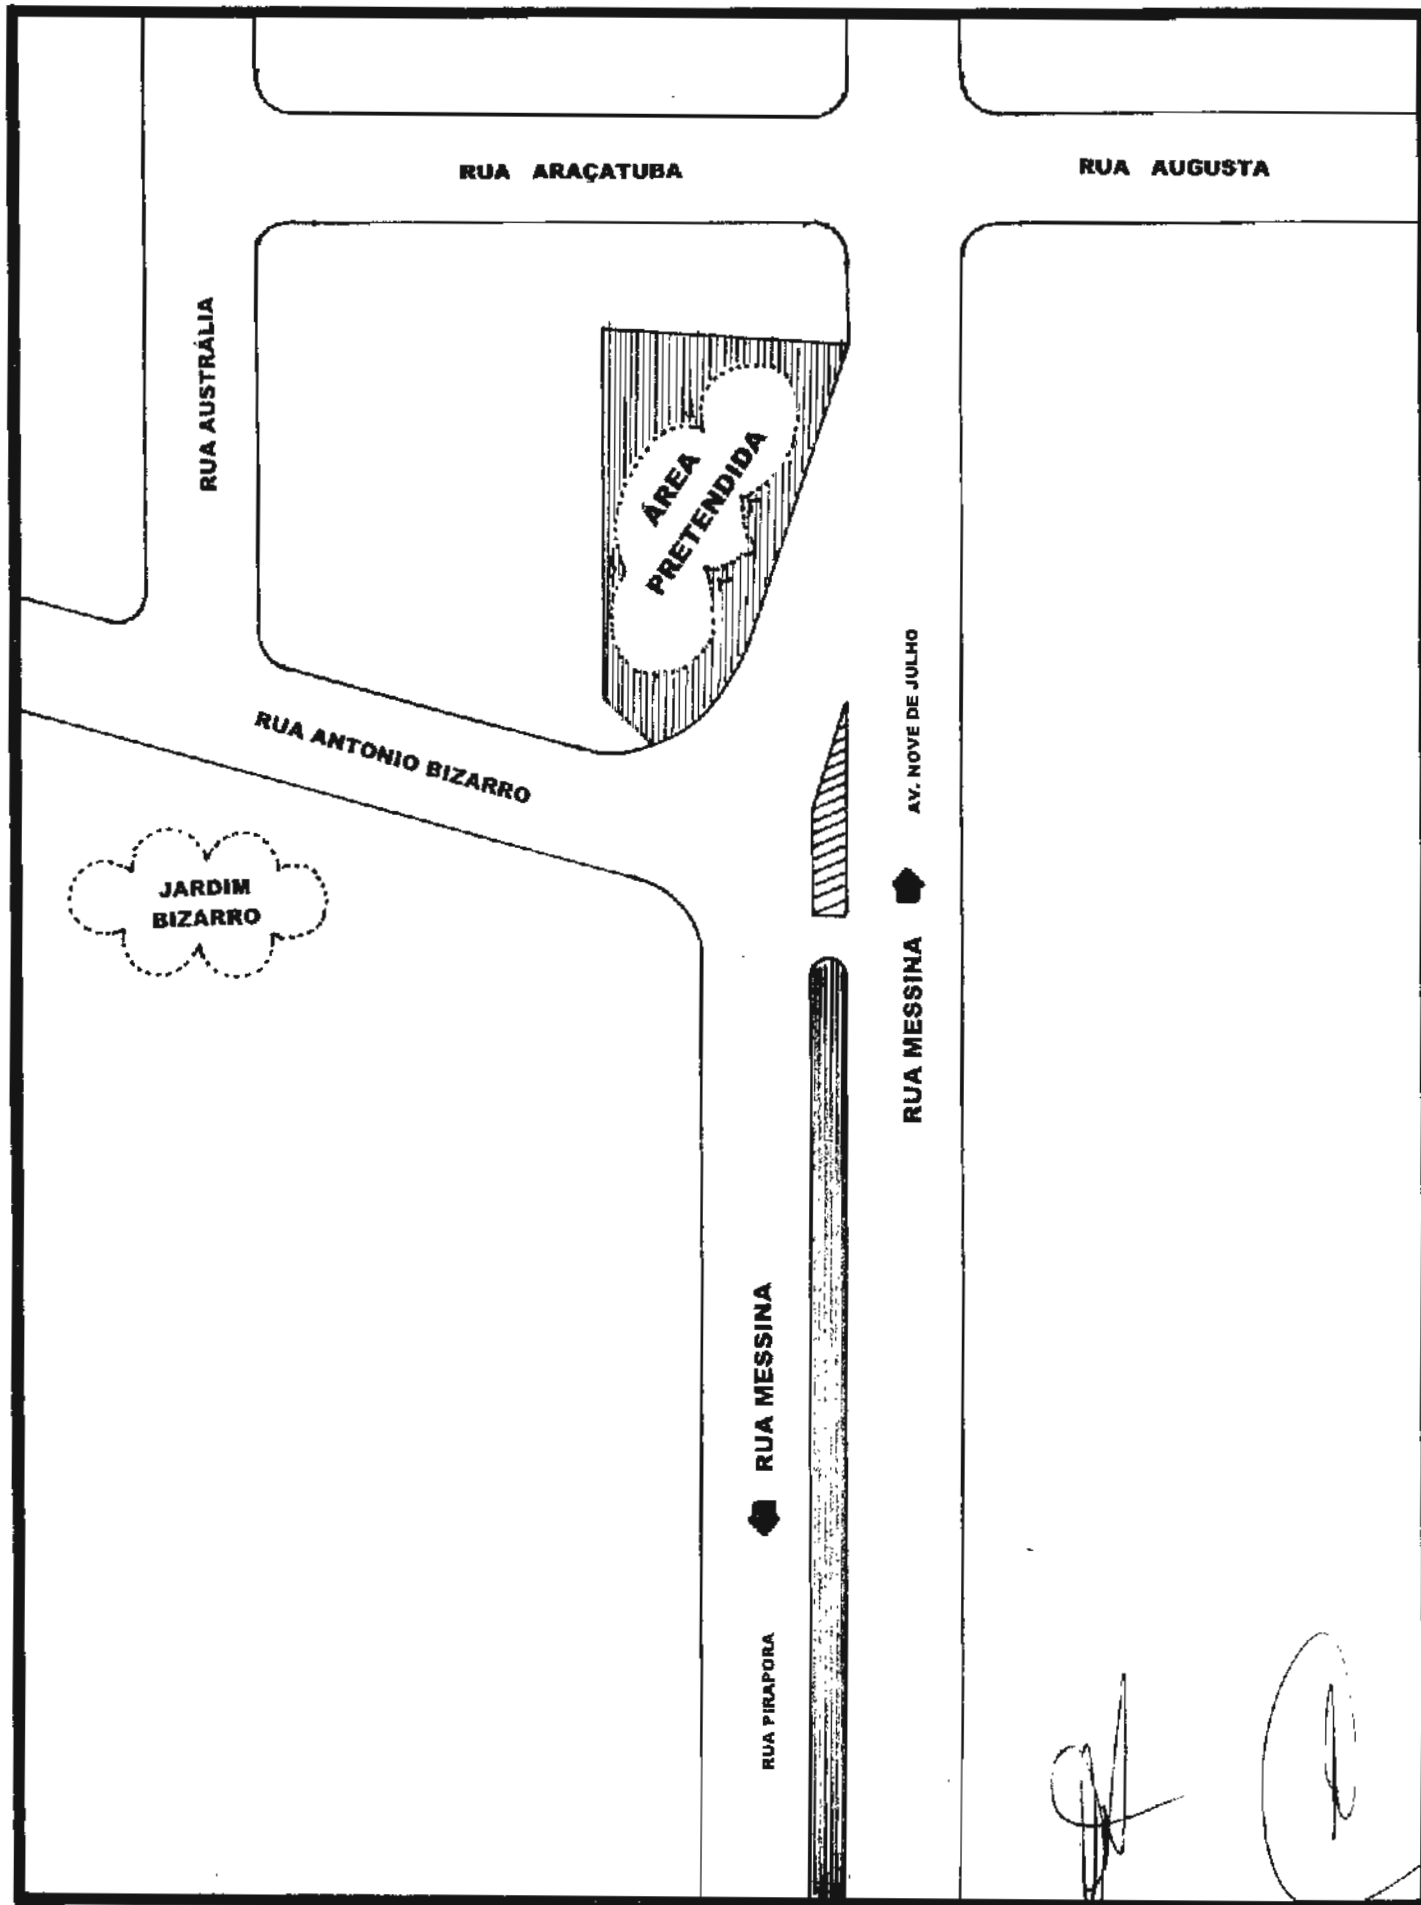 RUA ARAÇATUBA
RUA AUGUSTA
RUA AUSTRÁLIA
ÁREA
PRETENDIDA
RUA ANTONIO BIZARRO
AV. NOVE DE JULHO
JARDIM
BIZARRO
RUA MESSINA
RUA MESSINA
RUA PIRAPORA